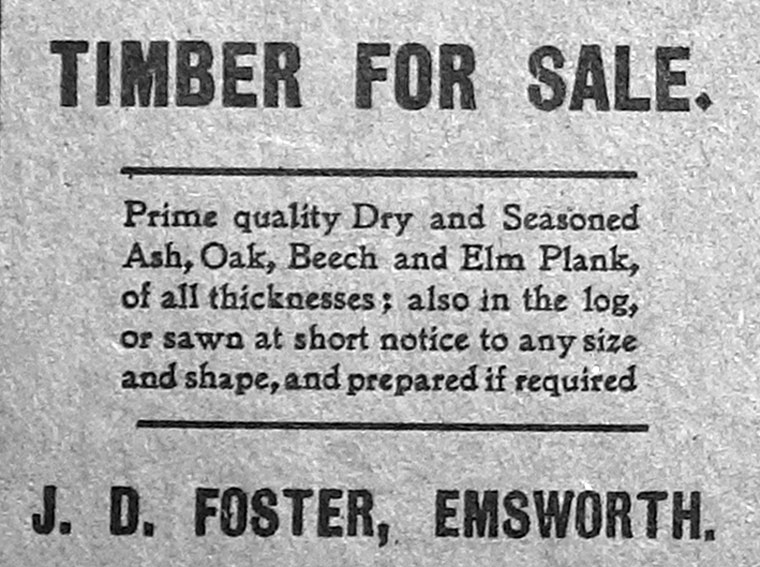 TIMBER FOR SALE.
Prime quality Dry and Seasoned
Ash, Oak, Beech and Elm Plank,
of all thicknesses; also in the log,
or sawn at short notice to any size
and shape, and prepared if required
J. D. FOSTER, EMSWORTH.